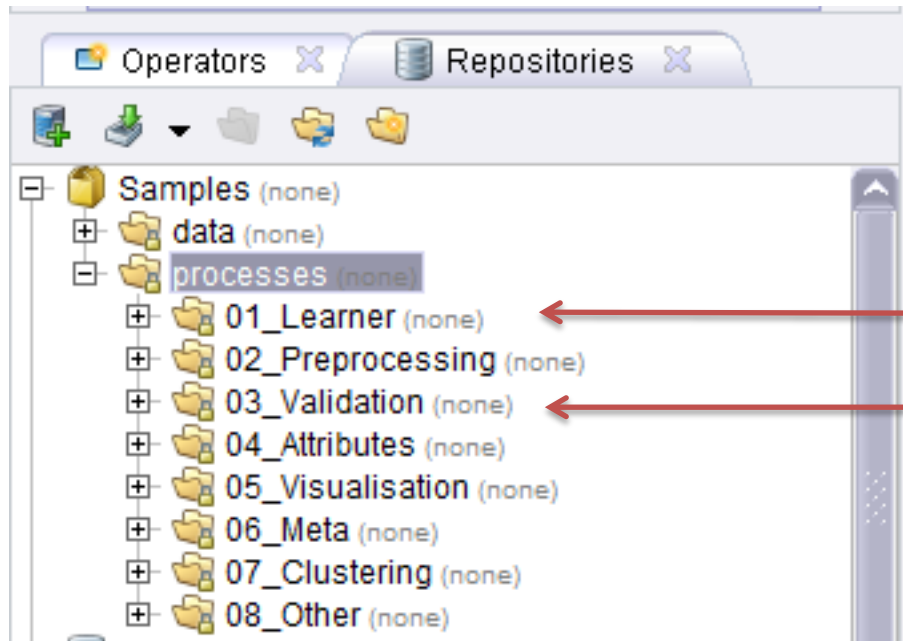 Operators Repositories
Samples (none)
data (none)
processes (none)
01_Learner (none)
02_Preprocessing (none)
03_Validation (none)
04_Attributes (none)
05_Visualisation (none)
06_Meta (none)
07_Clustering (none)
08_Other (none)